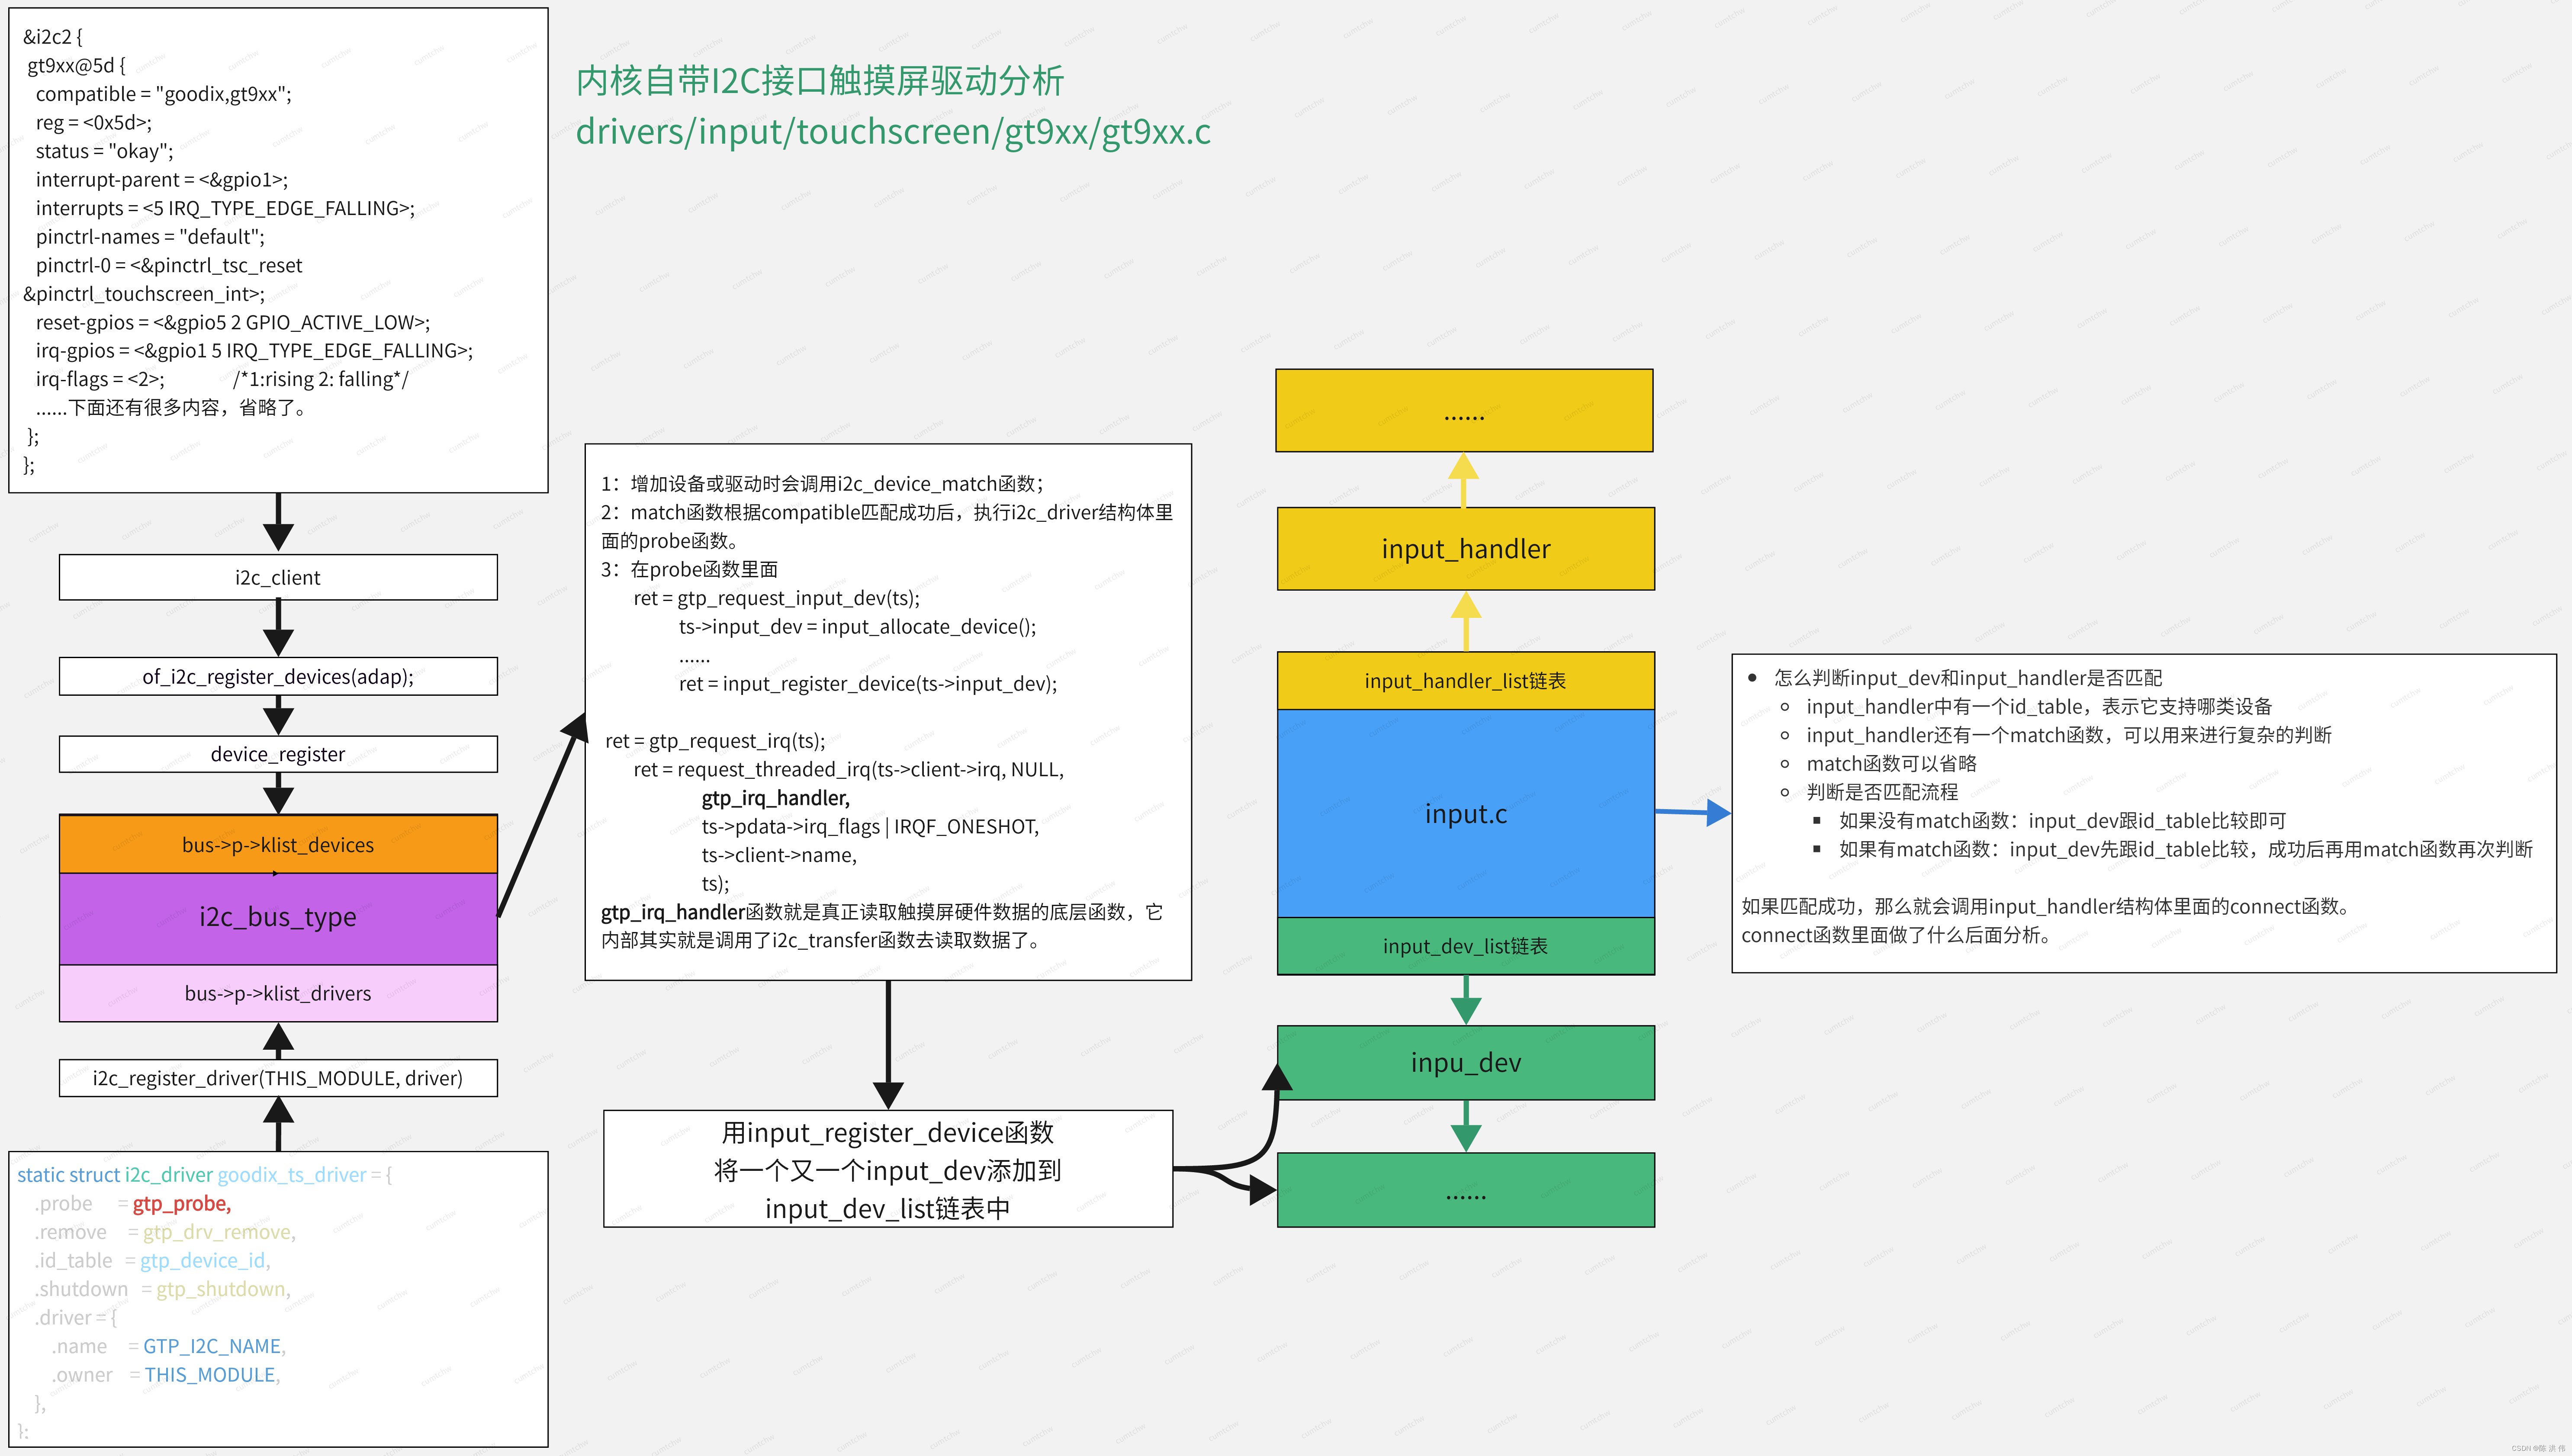 &i2c2 {
gt9xx@5d {
compatible = "goodix,gt9xx";
reg = <0x5d>;
status = "okay";
interrupt-parent = <&gpio1>;
interrupts = <5 IRQ_TYPE_EDGE_FALLING>;
pinctrl-names = "default";
pinctrl-0 = <&pinctrl_tsc_reset
&pinctrl_touchscreen_int>;
reset-gpios = <&gpio5 2 GPIO_ACTIVE_LOW>;
irq-gpios = <&gpio1 5 IRQ_TYPE_EDGE_FALLING>;
irq-flags = <2>; /*1:rising 2: falling*/
......下面还有很多内容，省略了。
};
};
内核自带I2C接口触摸屏驱动分析
drivers/input/touchscreen/gt9xx/gt9xx.c
i2c_client
of_i2c_register_devices(adap);
device_register
bus->p->klist_devices
i2c_bus_type
bus->p->klist_drivers
i2c_register_driver(THIS_MODULE, driver)
static struct i2c_driver goodix_ts_driver = {
.probe = gtp_probe,
.remove = gtp_drv_remove,
.id_table = gtp_device_id,
.shutdown = gtp_shutdown,
.driver = {
.name = GTP_I2C_NAME,
.owner = THIS_MODULE,
},
};
1：增加设备或驱动时会调用i2c_device_match函数；
2：match函数根据compatible匹配成功后，执行i2c_driver结构体里
面的probe函数。
3：在probe函数里面
ret = gtp_request_input_dev(ts);
ts->input_dev = input_allocate_device();
......
ret = input_register_device(ts->input_dev);
ret = gtp_request_irq(ts);
ret = request_threaded_irq(ts->client->irq, NULL,
gtp_irq_handler,
ts->pdata->irq_flags | IRQF_ONESHOT,
ts->client->name,
ts);
gtp_irq_handler函数就是真正读取触摸屏硬件数据的底层函数，它
内部其实就是调用了i2c_transfer函数去读取数据了。
用input_register_device函数
将一个又一个input_dev添加到
input_dev_list链表中
......
input_handler
input_handler_list链表
input.c
input_dev_list链表
inpu_dev
......
● 怎么判断input_dev和input_handler是否匹配
○ input_handler中有一个id_table，表示它支持哪类设备
○ input_handler还有一个match函数，可以用来进行复杂的判断
○ match函数可以省略
○ 判断是否匹配流程
■ 如果没有match函数：input_dev跟id_table比较即可
■ 如果有match函数：input_dev先跟id_table比较，成功后再用match函数再次判断
如果匹配成功，那么就会调用input_handler结构体里面的connect函数。
connect函数里面做了什么后面分析。
CSDN @陈 洪 伟